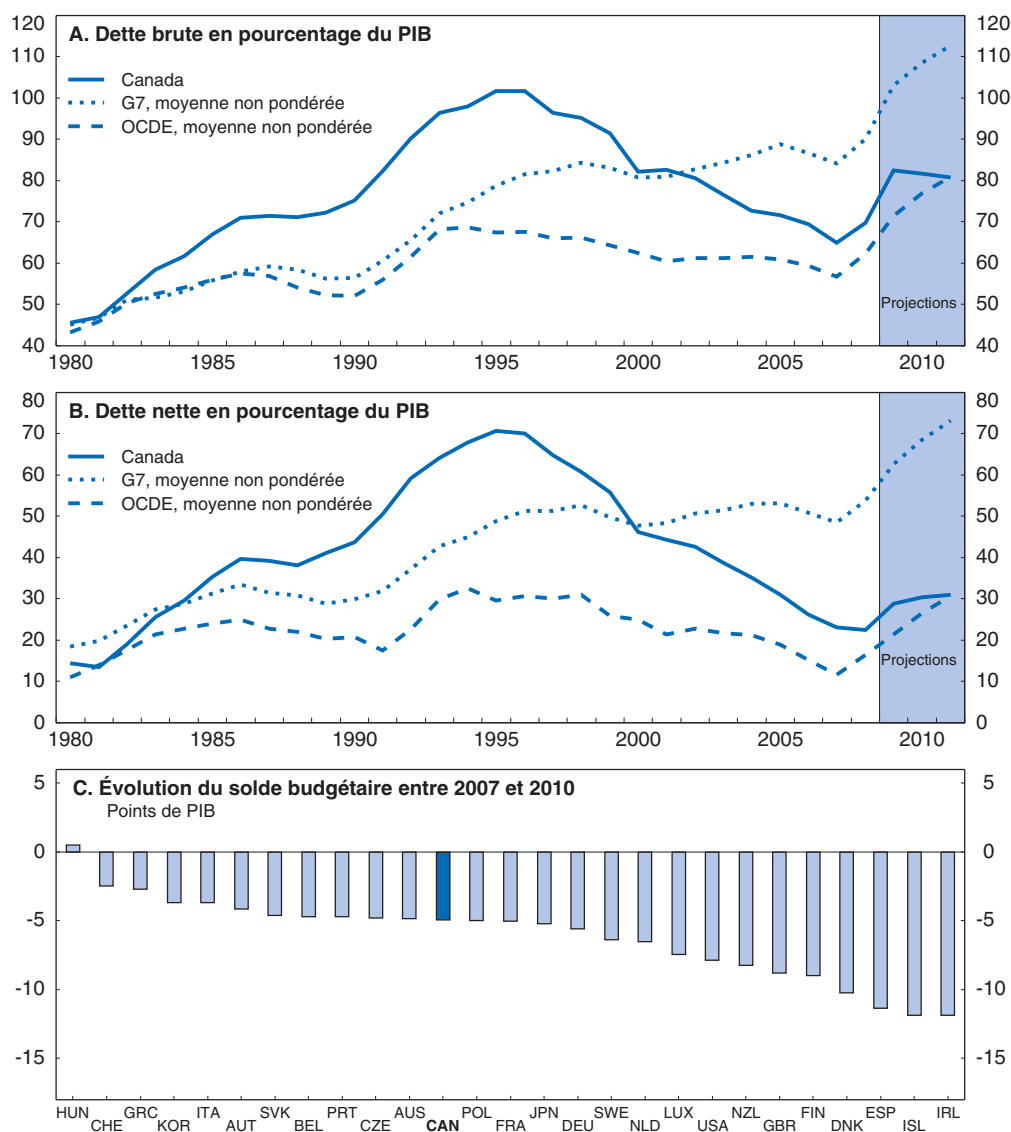 A. Dette brute en pourcentage du PIB
Canada
G7, moyenne non pondérée
OCDE, moyenne non pondérée
120 120
110 110
100 100
90 90
80 80
70 70
60 60
50 50
40 40
Projections
1980 1985 1990 1995 2000 2005 2010
B. Dette nette en pourcentage du PIB
Canada
G7, moyenne non pondérée
OCDE, moyenne non pondérée
80 80
70 70
60 60
50 50
40 40
30 30
20 20
10 10
0 0
Projections
1980 1985 1990 1995 2000 2005 2010
C. Évolution du solde budgétaire entre 2007 et 2010
Points de PIB
5 5
0 0
-5 -5
-10 -10
-15 -15
HUN GRC ITA SVK PRT AUS POL JPN SWE LUX NZL FIN ESP IRL
CHE KOR AUT BEL CZE CAN FRA DEU NLD USA GBR DNK ISL